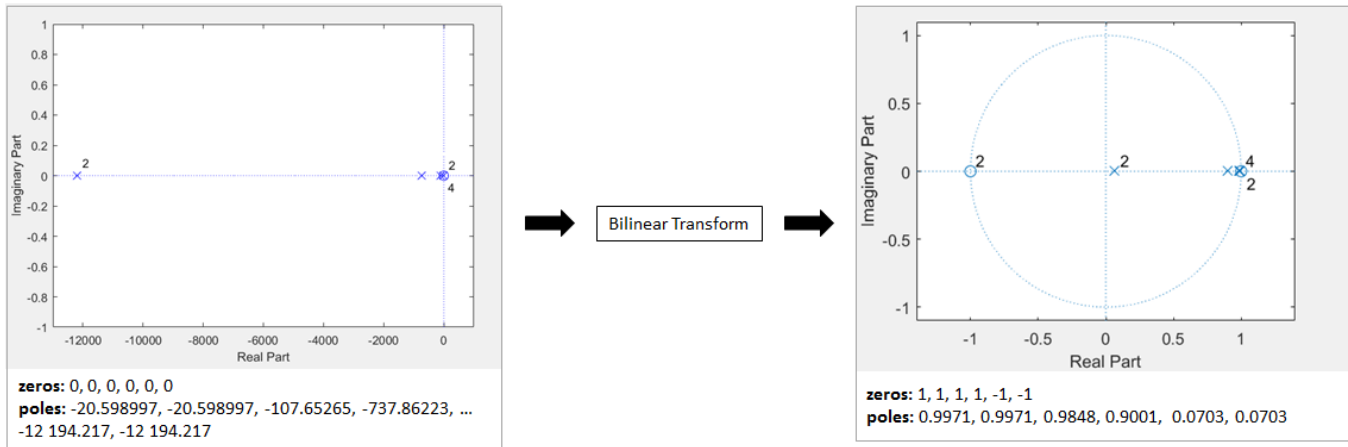 1
0.8
0.6
0.4
0.2
0
-0.2
-0.4
-0.6
-0.8
-1
Imaginary Part
2
2
4
-12000 -10000 -8000 -6000 -4000 -2000 0
Real Part
zeros: 0, 0, 0, 0, 0, 0
poles: -20.598997, -20.598997, -107.65265, -737.86223, ...
-12 194.217, -12 194.217
Bilinear Transform
1
0.5
0
-0.5
-1
Imaginary Part
2
2
4
2
-1 -0.5 0 0.5 1
Real Part
zeros: 1, 1, 1, 1, -1, -1
poles: 0.9971, 0.9971, 0.9848, 0.9001, 0.0703, 0.0703